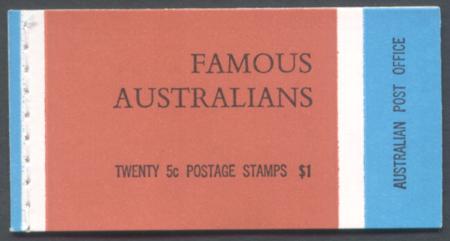 FAMOUS
AUSTRALIANS
TWENTY 5c POSTAGE STAMPS $1
AUSTRALIAN POST OFFICE